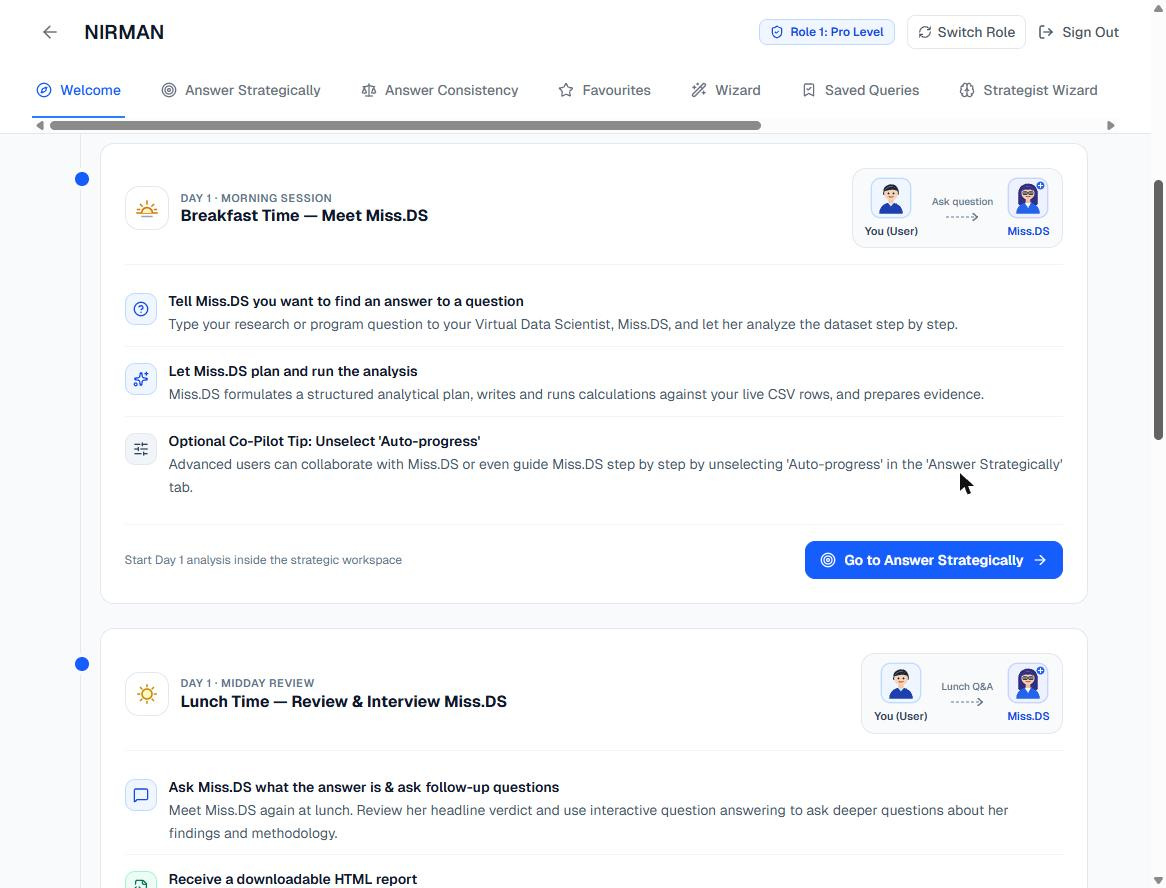 NIRMAN
Role 1: Pro Level
Switch Role
Sign Out
Welcome
Answer Strategically
Answer Consistency
Favourites
Wizard
Saved Queries
Strategist Wizard
DAY 1 · MORNING SESSION
Breakfast Time — Meet Miss.DS
You (User)
Ask question
Miss.DS
Tell Miss.DS you want to find an answer to a question
Type your research or program question to your Virtual Data Scientist, Miss.DS, and let her analyze the dataset step by step.
Let Miss.DS plan and run the analysis
Miss.DS formulates a structured analytical plan, writes and runs calculations against your live CSV rows, and prepares evidence.
Optional Co-Pilot Tip: Unselect 'Auto-progress'
Advanced users can collaborate with Miss.DS or even guide Miss.DS step by step by unselecting 'Auto-progress' in the 'Answer Strategically'
tab.
Start Day 1 analysis inside the strategic workspace
Go to Answer Strategically
DAY 1 · MIDDAY REVIEW
Lunch Time — Review & Interview Miss.DS
You (User)
Lunch Q&A
Miss.DS
Ask Miss.DS what the answer is & ask follow-up questions
Meet Miss.DS again at lunch. Review her headline verdict and use interactive question answering to ask deeper questions about her
findings and methodology.
Receive a downloadable HTML report